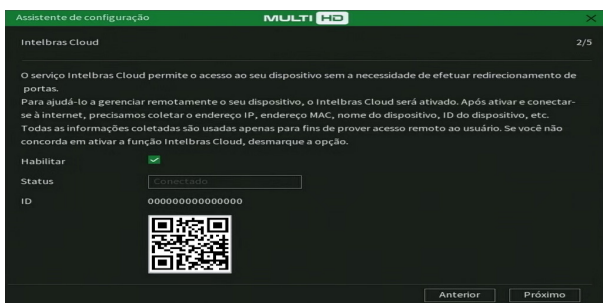 Assistente de configuração
MULTI HD
X
Intelbras Cloud
2/5
O serviço Intelbras Cloud permite o acesso ao seu dispositivo sem a necessidade de efetuar redirecionamento de
portas.
Para ajudá-lo a gerenciar remotamente o seu dispositivo, o Intelbras Cloud será ativado. Após ativar e conectar-
se à internet, precisamos coletar o endereço IP, endereço MAC, nome do dispositivo, ID do dispositivo, etc.
Todas as informações coletadas são usadas apenas para fins de prover acesso remoto ao usuário. Se você não
concorda em ativar a função Intelbras Cloud, desmarque a opção.
Habilitar
Status Conectado
ID 000000000000000
Anterior Próximo